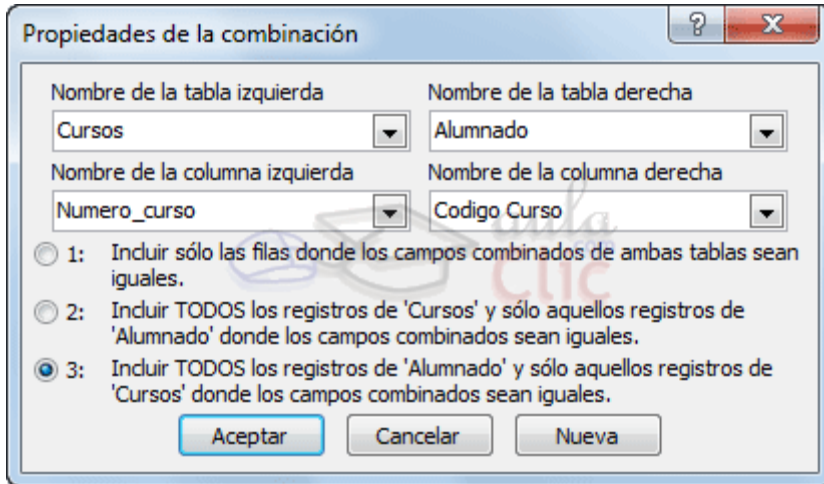 Propiedades de la combinación
Nombre de la tabla izquierda
Nombre de la tabla derecha
Cursos
Alumnado
Nombre de la columna izquierda
Nombre de la columna derecha
Numero_curso
Codigo Curso
aula
.com
Clic
1: Incluir sólo las filas donde los campos combinados de ambas tablas sean
iguales.
2: Incluir TODOS los registros de 'Cursos' y sólo aquellos registros de
'Alumnado' donde los campos combinados sean iguales.
3: Incluir TODOS los registros de 'Alumnado' y sólo aquellos registros de
'Cursos' donde los campos combinados sean iguales.
Aceptar
Cancelar
Nueva